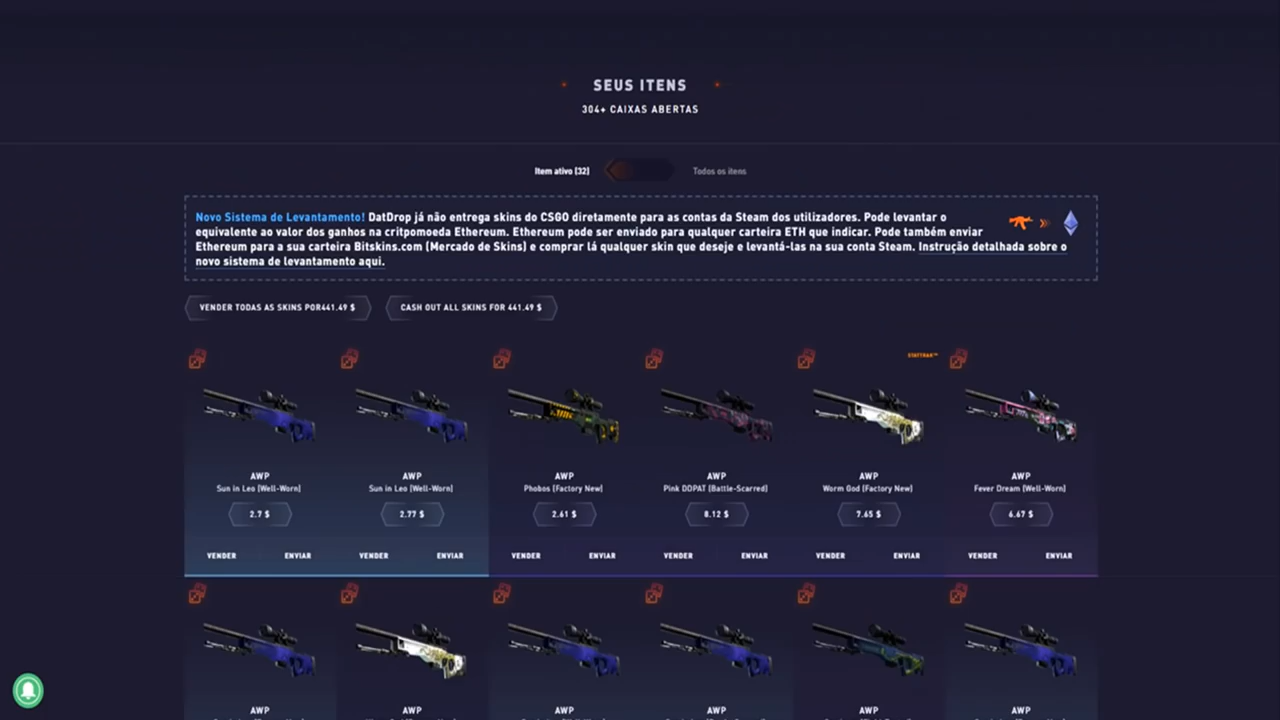 SEUS ITENS
304+ CAIXAS ABERTAS
Item ativo (32)
Todos os itens
Novo Sistema de Levantamento! DatDrop já não entrega skins do CSGO diretamente para as contas da Steam dos utilizadores. Pode levantar o
equivalente ao valor dos ganhos na critpomoeda Ethereum. Ethereum pode ser enviado para qualquer carteira ETH que indicar. Pode também enviar
Ethereum para a sua carteira Bitskins.com (Mercado de Skins) e comprar lá qualquer skin que deseje e levantá-las na sua conta Steam. Instrução detalhada sobre o
novo sistema de levantamento aqui.
VENDER TODAS AS SKINS POR441.49 $
CASH OUT ALL SKINS FOR 441.49 $
STATTRAK™
AWP AWP AWP AWP AWP AWP
Sun in Leo (Well-Worn) Sun in Leo (Well-Worn) Phobos (Factory New) Pink DDPAT (Battle-Scarred) Worm God (Factory New) Fever Dream (Well-Worn)
2.7 $ 2.77 $ 2.61 $ 8.12 $ 7.65 $ 6.67 $
VENDER ENVIAR VENDER ENVIAR VENDER ENVIAR VENDER ENVIAR VENDER ENVIAR VENDER ENVIAR
AWP AWP AWP AWP AWP AWP